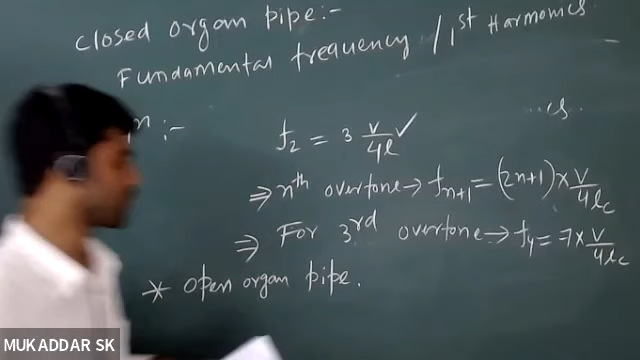 Closed organ pipe:-
Fundamental frequency / 1st Harmonics
:-
f₂ = 3 v/4l ✓
⇒ nth overtone → fₙ₊₁ = (2n+1) × v/4lc
⇒ For 3rd overtone → f₄ = 7 × v/4lc
* Open organ pipe.
MUKADDAR SK